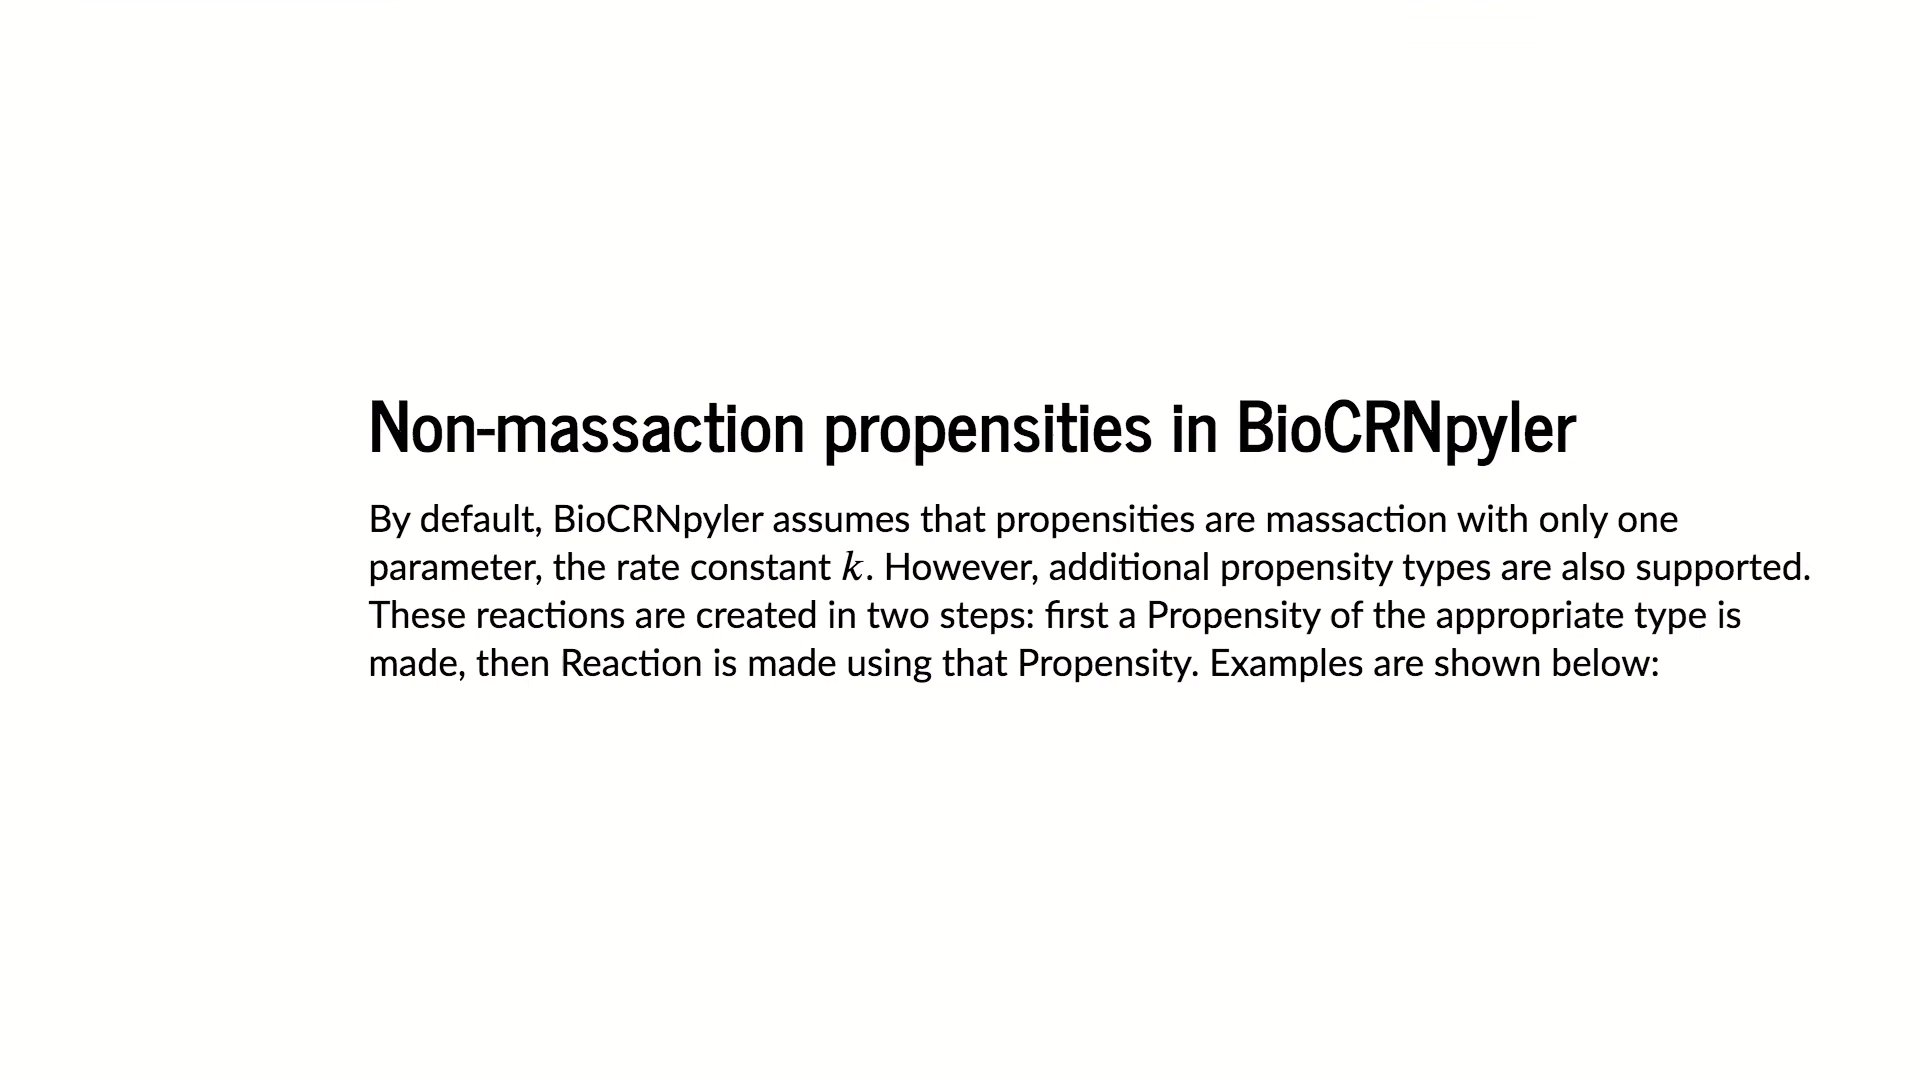 Non-massaction propensities in BioCRNpyler
By default, BioCRNpyler assumes that propensities are massaction with only one
parameter, the rate constant k. However, additional propensity types are also supported.
These reactions are created in two steps: first a Propensity of the appropriate type is
made, then Reaction is made using that Propensity. Examples are shown below: